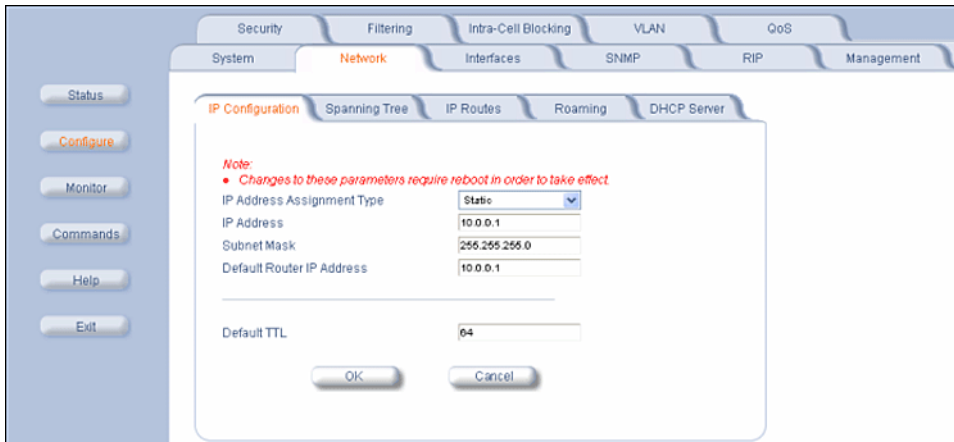 Security Filtering Intra-Cell Blocking VLAN QoS
System Network Interfaces SNMP RIP Management
Status
Configure
Monitor
Commands
Help
Exit
IP Configuration Spanning Tree IP Routes Roaming DHCP Server
Note:
• Changes to these parameters require reboot in order to take effect.
IP Address Assignment Type Static
IP Address 10.0.0.1
Subnet Mask 255.255.255.0
Default Router IP Address 10.0.0.1
Default TTL 64
OK Cancel